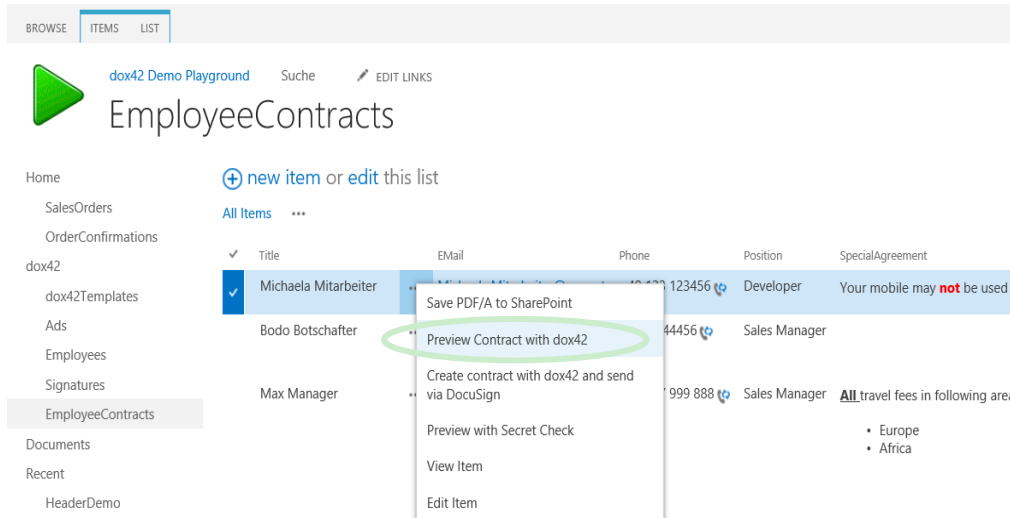 BROWSE ITEMS LIST
dox42 Demo Playground Suche EDIT LINKS
EmployeeContracts
Home
SalesOrders
OrderConfirmations
dox42
dox42Templates
Ads
Employees
Signatures
EmployeeContracts
Documents
Recent
HeaderDemo
new item or edit this list
All Items ...
Title EMail Phone Position SpecialAgreement
Michaela Mitarbeiter 123456 Developer Your mobile may not be used
Bodo Botschafter 44456 Sales Manager
Max Manager 999 888 Sales Manager All travel fees in following area
• Europe
• Africa
Save PDF/A to SharePoint
Preview Contract with dox42
Create contract with dox42 and send
via DocuSign
Preview with Secret Check
View Item
Edit Item